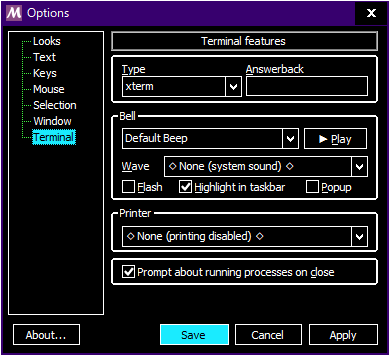 M Options x
Looks
Text
Keys
Mouse
Selection
Window
Terminal
Terminal features
Type Answerback
xterm
Bell
Default Beep ► Play
Wave ◇ None (system sound) ◇
Flash Highlight in taskbar Popup
Printer
◇ None (printing disabled) ◇
Prompt about running processes on close
About... Save Cancel Apply